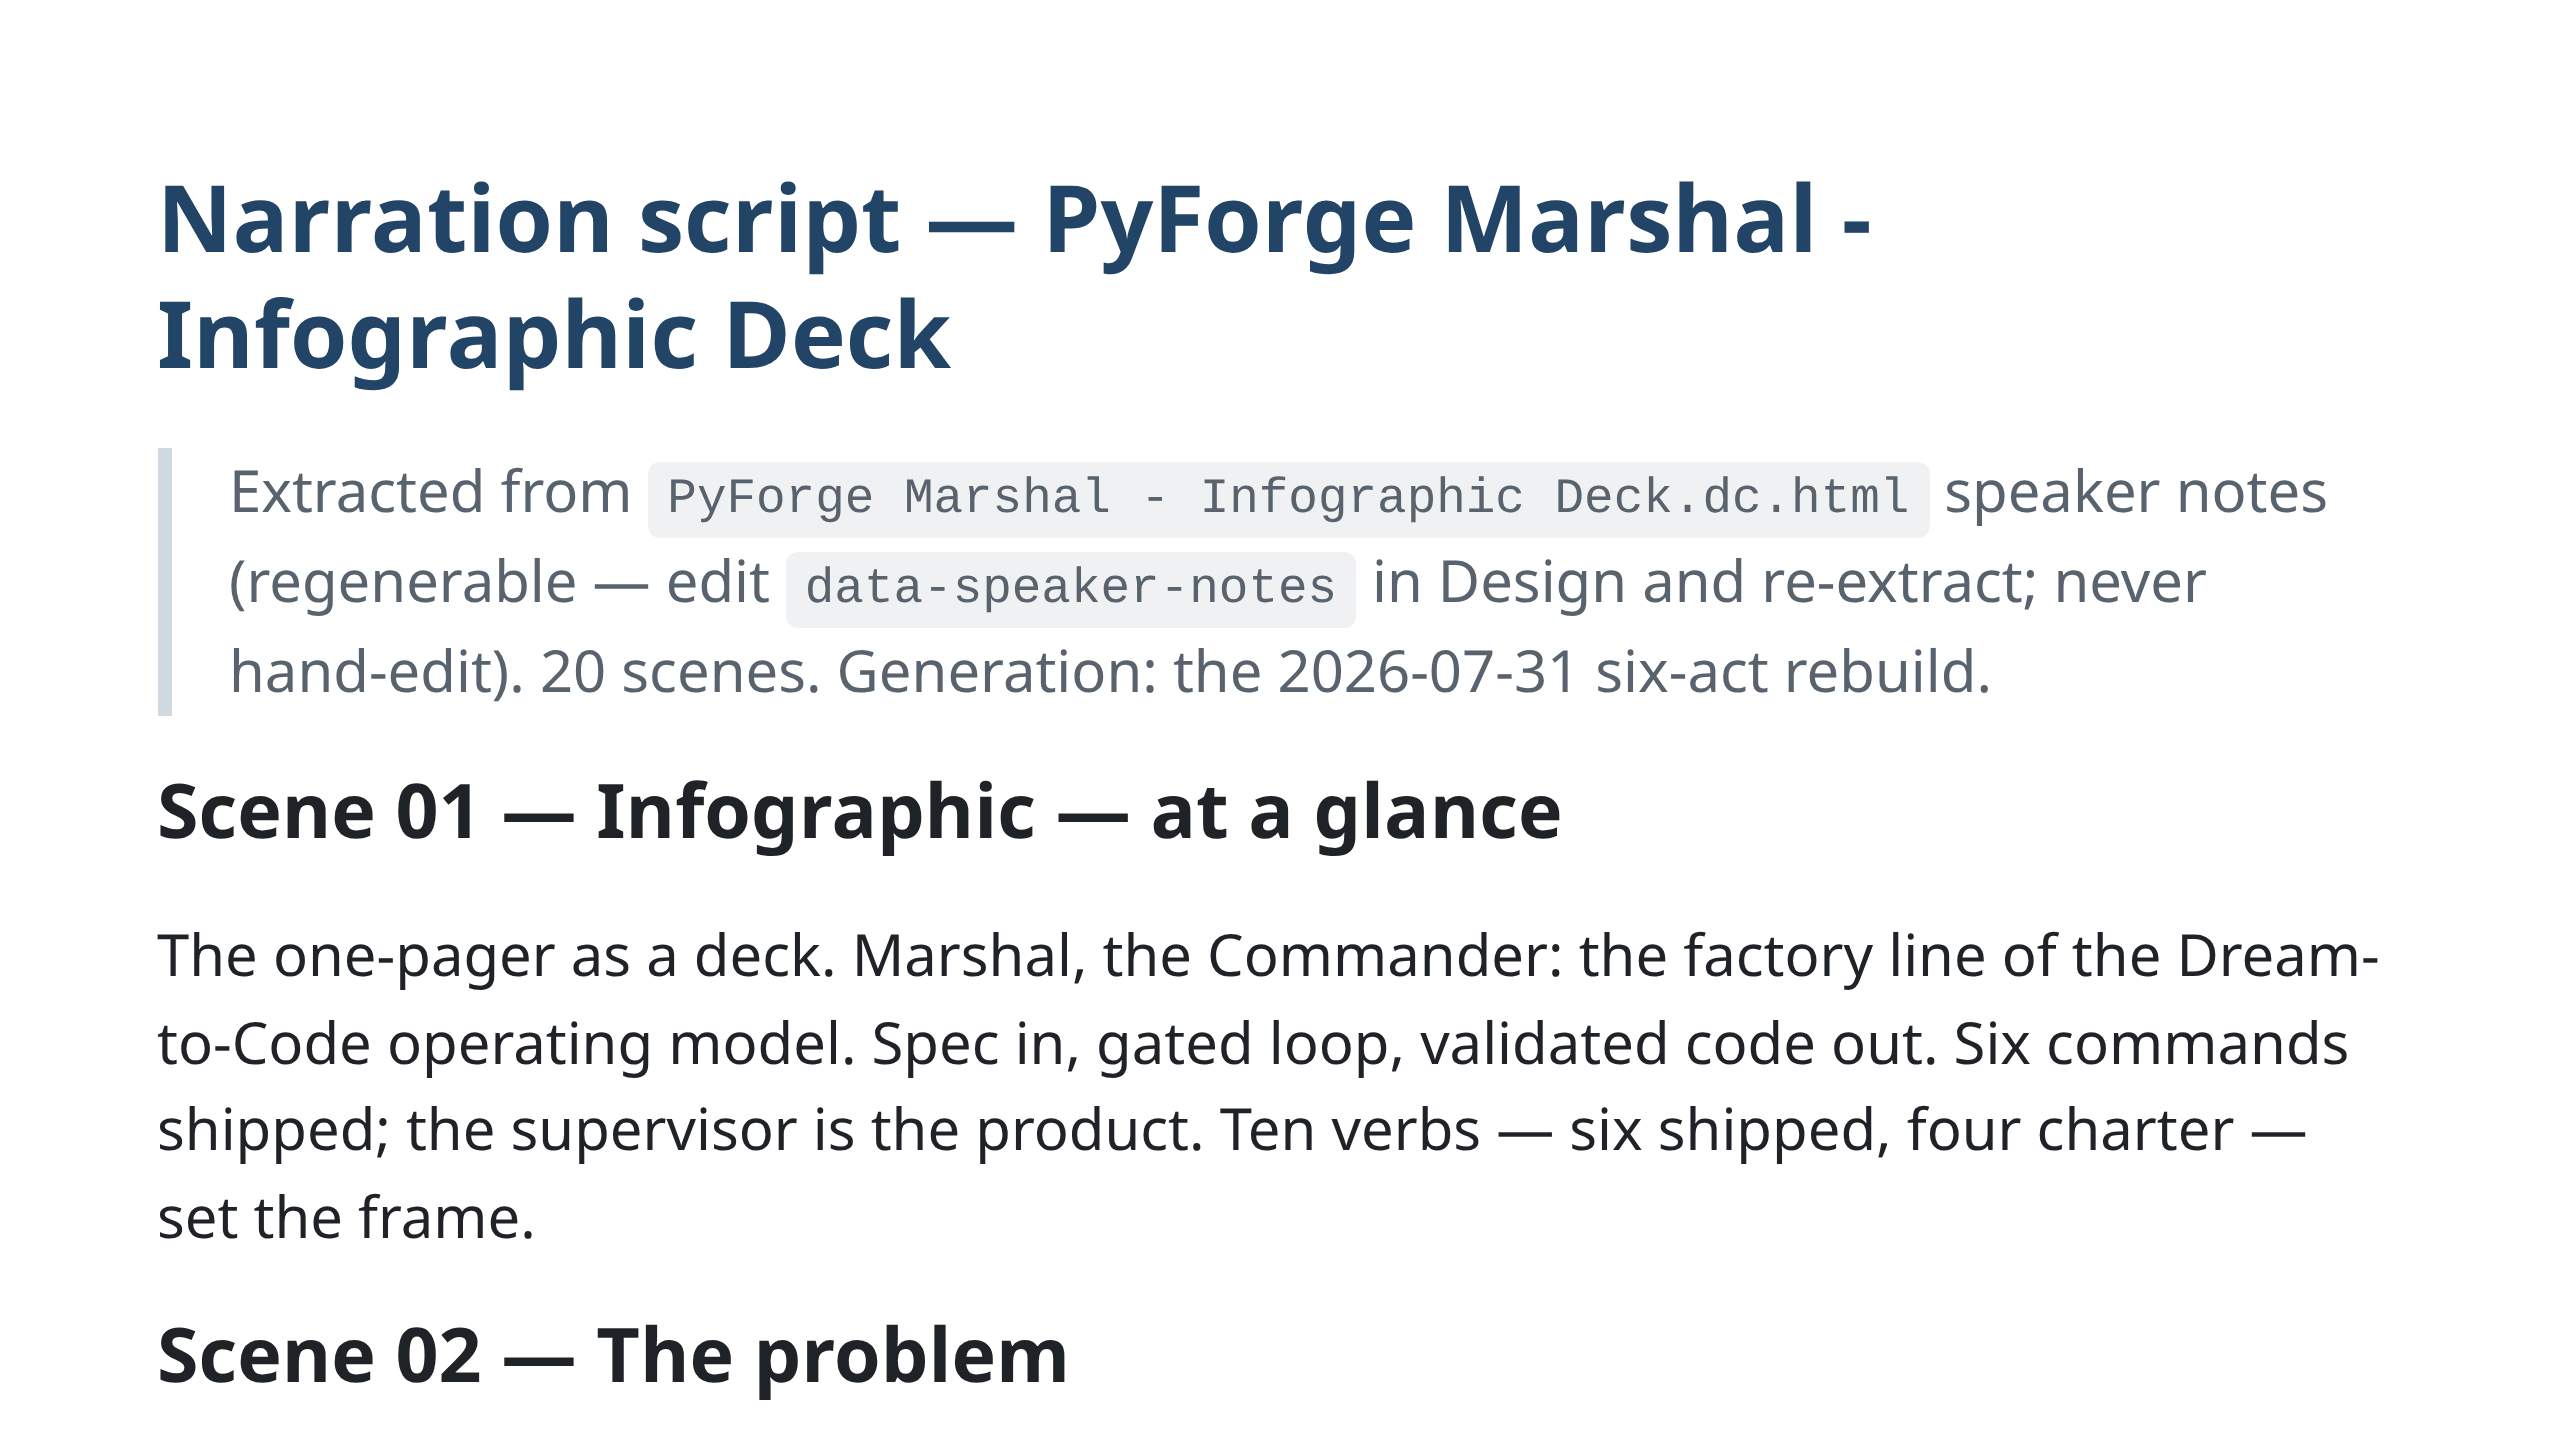 Narration script — PyForge Marshal -
Infographic Deck
Extracted from PyForge Marshal - Infographic Deck.dc.html speaker notes
(regenerable — edit data-speaker-notes in Design and re-extract; never
hand-edit). 20 scenes. Generation: the 2026-07-31 six-act rebuild.
Scene 01 — Infographic — at a glance
The one-pager as a deck. Marshal, the Commander: the factory line of the Dream-
to-Code operating model. Spec in, gated loop, validated code out. Six commands
shipped; the supervisor is the product. Ten verbs — six shipped, four charter —
set the frame.
Scene 02 — The problem